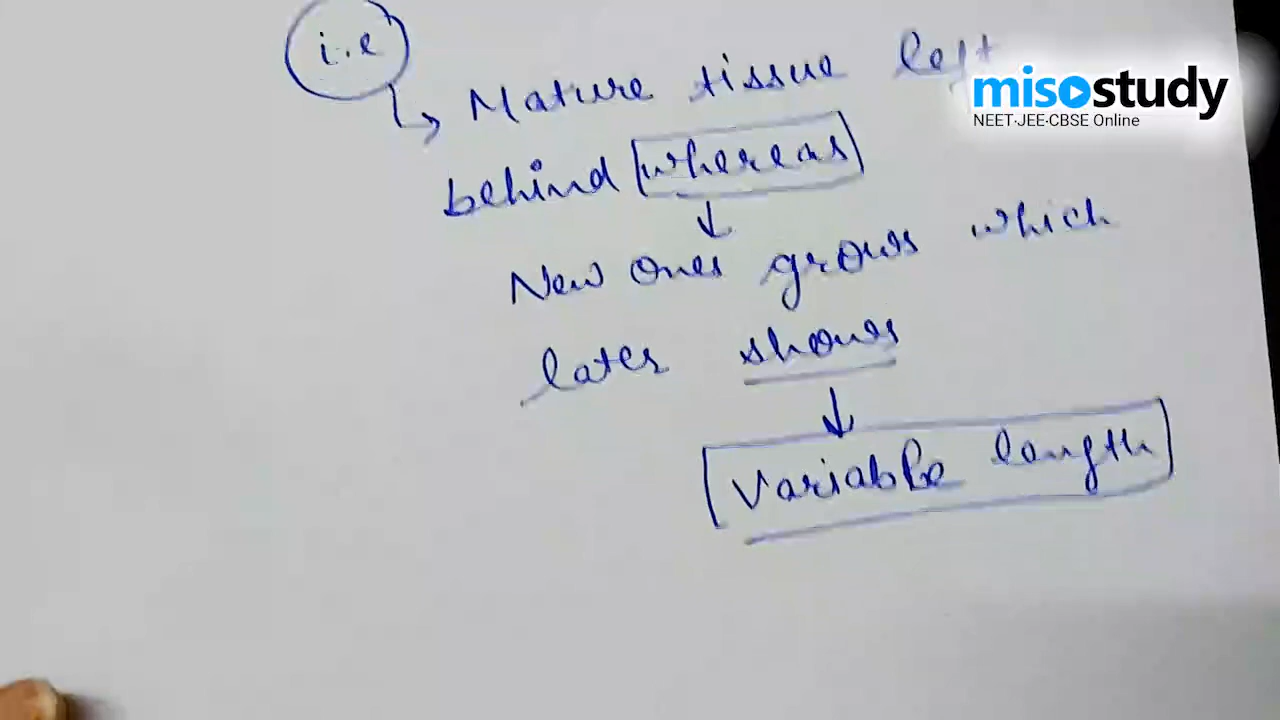 i.e
Mature tissue left
behind whereas
New ones grows which
later shows
Variable length
misostudy
NEET·JEE·CBSE Online